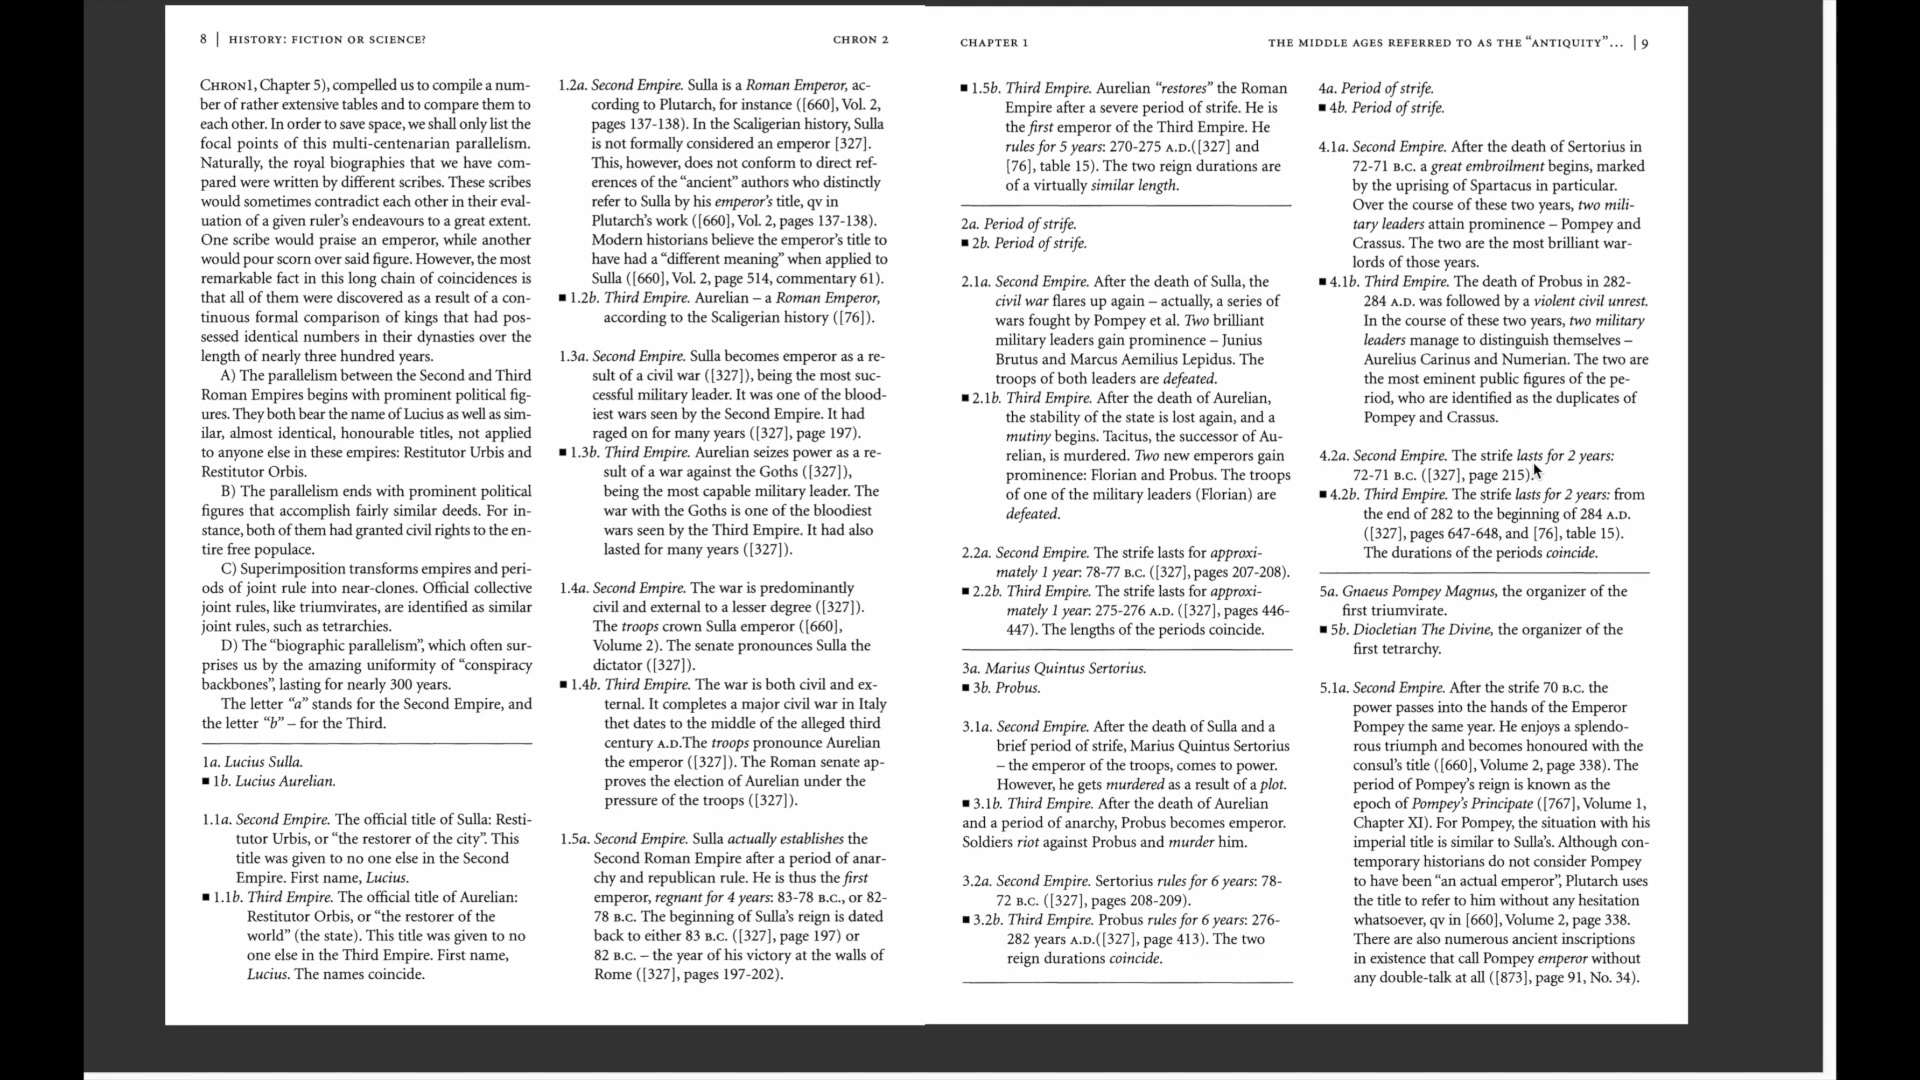 8 | HISTORY: FICTION OR SCIENCE?
CHRON 2
CHRON1, Chapter 5), compelled us to compile a num-
ber of rather extensive tables and to compare them to
each other. In order to save space, we shall only list the
focal points of this multi-centenarian parallelism.
Naturally, the royal biographies that we have com-
pared were written by different scribes. These scribes
would sometimes contradict each other in their eval-
uation of a given ruler's endeavours to a great extent.
One scribe would praise an emperor, while another
would pour scorn over said figure. However, the most
remarkable fact in this long chain of coincidences is
that all of them were discovered as a result of a con-
tinuous formal comparison of kings that had pos-
sessed identical numbers in their dynasties over the
length of nearly three hundred years.
A) The parallelism between the Second and Third
Roman Empires begins with prominent political fig-
ures. They both bear the name of Lucius as well as sim-
ilar, almost identical, honourable titles, not applied
to anyone else in these empires: Restitutor Urbis and
Restitutor Orbis.
B) The parallelism ends with prominent political
figures that accomplish fairly similar deeds. For in-
stance, both of them had granted civil rights to the en-
tire free populace.
C) Superimposition transforms empires and peri-
ods of joint rule into near-clones. Official collective
joint rules, like triumvirates, are identified as similar
joint rules, such as tetrarchies.
D) The "biographic parallelism", which often sur-
prises us by the amazing uniformity of "conspiracy
backbones", lasting for nearly 300 years.
The letter "a" stands for the Second Empire, and
the letter "b" – for the Third.
1a. Lucius Sulla.
■ 1b. Lucius Aurelian.
1.1a. Second Empire. The official title of Sulla: Resti-
tutor Urbis, or "the restorer of the city". This
title was given to no one else in the Second
Empire. First name, Lucius.
■ 1.1b. Third Empire. The official title of Aurelian:
Restitutor Orbis, or "the restorer of the
world" (the state). This title was given to no
one else in the Third Empire. First name,
Lucius. The names coincide.
1.2a. Second Empire. Sulla is a Roman Emperor, ac-
cording to Plutarch, for instance ([660], Vol. 2,
pages 137-138). In the Scaligerian history, Sulla
is not formally considered an emperor [327].
This, however, does not conform to direct ref-
erences of the "ancient" authors who distinctly
refer to Sulla by his emperor's title, qv in
Plutarch's work ([660], Vol. 2, pages 137-138).
Modern historians believe the emperor's title to
have had a "different meaning" when applied to
Sulla ([660], Vol. 2, page 514, commentary 61).
■ 1.2b. Third Empire. Aurelian – a Roman Emperor,
according to the Scaligerian history ([76]).
1.3a. Second Empire. Sulla becomes emperor as a re-
sult of a civil war ([327]), being the most suc-
cessful military leader. It was one of the blood-
iest wars seen by the Second Empire. It had
raged on for many years ([327], page 197).
■ 1.3b. Third Empire. Aurelian seizes power as a re-
sult of a war against the Goths ([327]),
being the most capable military leader. The
war with the Goths is one of the bloodiest
wars seen by the Third Empire. It had also
lasted for many years ([327]).
1.4a. Second Empire. The war is predominantly
civil and external to a lesser degree ([327]).
The troops crown Sulla emperor ([660],
Volume 2). The senate pronounces Sulla the
dictator ([327]).
■ 1.4b. Third Empire. The war is both civil and ex-
ternal. It completes a major civil war in Italy
thet dates to the middle of the alleged third
century A.D.The troops pronounce Aurelian
the emperor ([327]). The Roman senate ap-
proves the election of Aurelian under the
pressure of the troops ([327]).
1.5a. Second Empire. Sulla actually establishes the
Second Roman Empire after a period of anar-
chy and republican rule. He is thus the first
emperor, regnant for 4 years: 83-78 B.C., or 82-
78 B.C. The beginning of Sulla's reign is dated
back to either 83 B.C. ([327], page 197) or
82 B.C. – the year of his victory at the walls of
Rome ([327], pages 197-202).
CHAPTER 1
THE MIDDLE AGES REFERRED TO AS THE "ANTIQUITY"… | 9
■ 1.5b. Third Empire. Aurelian "restores" the Roman
Empire after a severe period of strife. He is
the first emperor of the Third Empire. He
rules for 5 years: 270-275 A.D.([327] and
[76], table 15). The two reign durations are
of a virtually similar length.
2a. Period of strife.
■ 2b. Period of strife.
2.1a. Second Empire. After the death of Sulla, the
civil war flares up again – actually, a series of
wars fought by Pompey et al. Two brilliant
military leaders gain prominence – Junius
Brutus and Marcus Aemilius Lepidus. The
troops of both leaders are defeated.
■ 2.1b. Third Empire. After the death of Aurelian,
the stability of the state is lost again, and a
mutiny begins. Tacitus, the successor of Au-
relian, is murdered. Two new emperors gain
prominence: Florian and Probus. The troops
of one of the military leaders (Florian) are
defeated.
2.2a. Second Empire. The strife lasts for approxi-
mately 1 year: 78-77 B.C. ([327], pages 207-208).
■ 2.2b. Third Empire. The strife lasts for approxi-
mately 1 year: 275-276 A.D. ([327], pages 446-
447). The lengths of the periods coincide.
3a. Marius Quintus Sertorius.
■ 3b. Probus.
3.1a. Second Empire. After the death of Sulla and a
brief period of strife, Marius Quintus Sertorius
– the emperor of the troops, comes to power.
However, he gets murdered as a result of a plot.
■ 3.1b. Third Empire. After the death of Aurelian
and a period of anarchy, Probus becomes emperor.
Soldiers riot against Probus and murder him.
3.2a. Second Empire. Sertorius rules for 6 years: 78-
72 B.C. ([327], pages 208-209).
■ 3.2b. Third Empire. Probus rules for 6 years: 276-
282 years A.D.([327], page 413). The two
reign durations coincide.
4a. Period of strife.
■ 4b. Period of strife.
4.1a. Second Empire. After the death of Sertorius in
72-71 B.C. a great embroilment begins, marked
by the uprising of Spartacus in particular.
Over the course of these two years, two mili-
tary leaders attain prominence – Pompey and
Crassus. The two are the most brilliant war-
lords of those years.
■ 4.1b. Third Empire. The death of Probus in 282-
284 A.D. was followed by a violent civil unrest.
In the course of these two years, two military
leaders manage to distinguish themselves –
Aurelius Carinus and Numerian. The two are
the most eminent public figures of the pe-
riod, who are identified as the duplicates of
Pompey and Crassus.
4.2a. Second Empire. The strife lasts for 2 years:
72-71 B.C. ([327], page 215).
■ 4.2b. Third Empire. The strife lasts for 2 years: from
the end of 282 to the beginning of 284 A.D.
([327], pages 647-648, and [76], table 15).
The durations of the periods coincide.
5a. Gnaeus Pompey Magnus, the organizer of the
first triumvirate.
■ 5b. Diocletian The Divine, the organizer of the
first tetrarchy.
5.1a. Second Empire. After the strife 70 B.C. the
power passes into the hands of the Emperor
Pompey the same year. He enjoys a splendo-
rous triumph and becomes honoured with the
consul's title ([660], Volume 2, page 338). The
period of Pompey's reign is known as the
epoch of Pompey's Principate ([767], Volume 1,
Chapter XI). For Pompey, the situation with his
imperial title is similar to Sulla's. Although con-
temporary historians do not consider Pompey
to have been "an actual emperor", Plutarch uses
the title to refer to him without any hesitation
whatsoever, qv in [660], Volume 2, page 338.
There are also numerous ancient inscriptions
in existence that call Pompey emperor without
any double-talk at all ([873], page 91, No. 34).